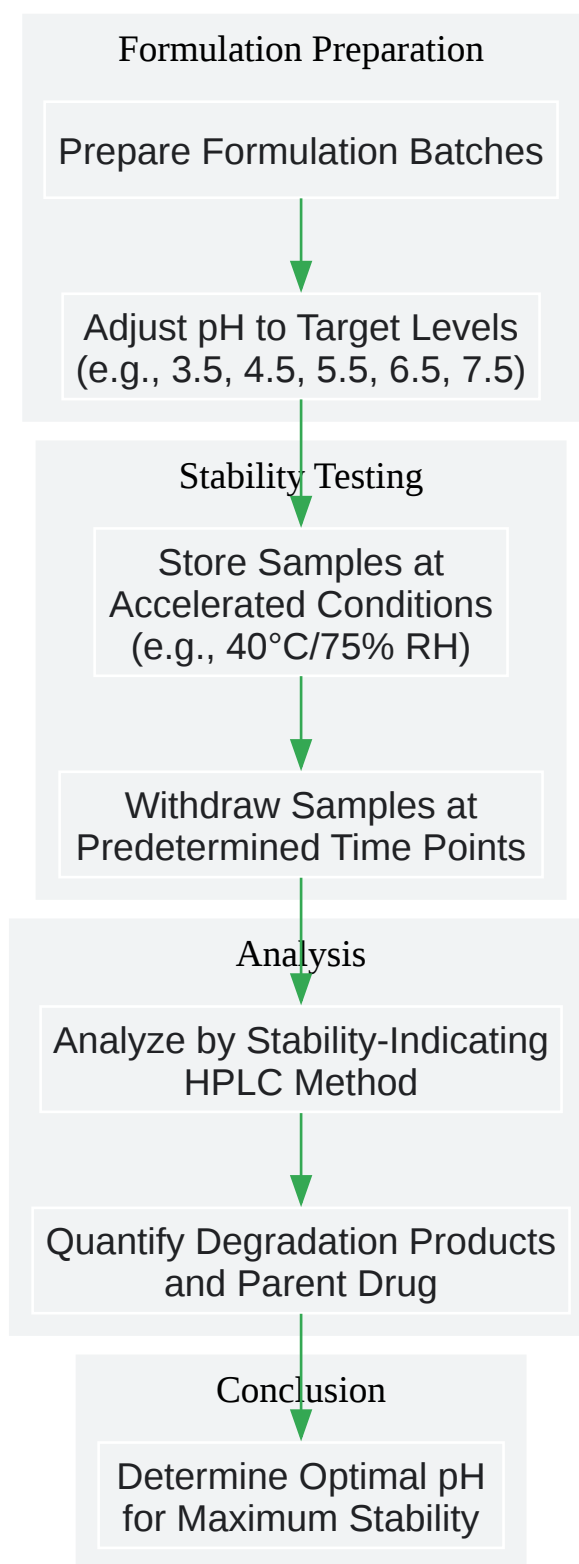 Formulation Preparation
Prepare Formulation Batches
Adjust pH to Target Levels
(e.g., 3.5, 4.5, 5.5, 6.5, 7.5)
Stability Testing
Store Samples at
Accelerated Conditions
(e.g., 40°C/75% RH)
Withdraw Samples at
Predetermined Time Points
Analysis
Analyze by Stability-Indicating
HPLC Method
Quantify Degradation Products
and Parent Drug
Conclusion
Determine Optimal pH
for Maximum Stability